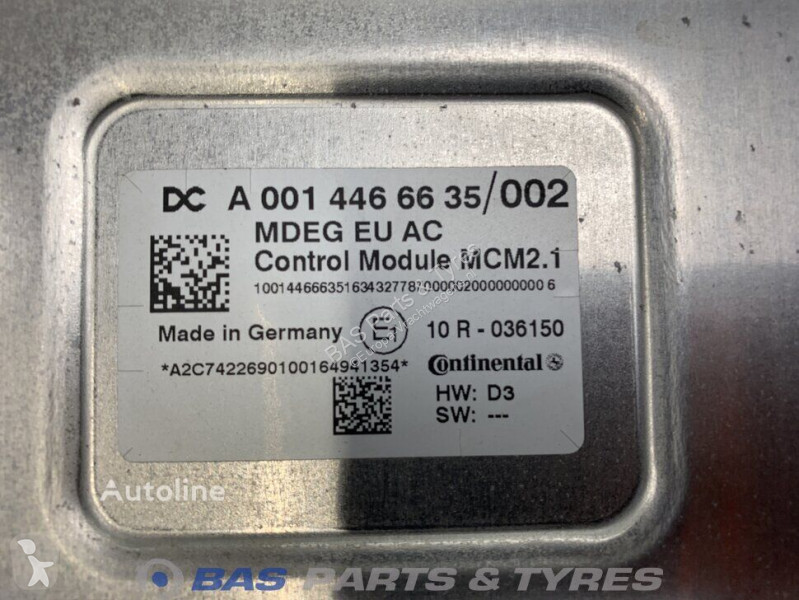 DC A 001 446 66 35/002
MDEG EU AC
Control Module MCM2.1
Made in Germany E1 10 R - 036150
*A2C7422690100164941354* Continental
HW: D3
SW: ---
Autoline
BAS PARTS & TYRES